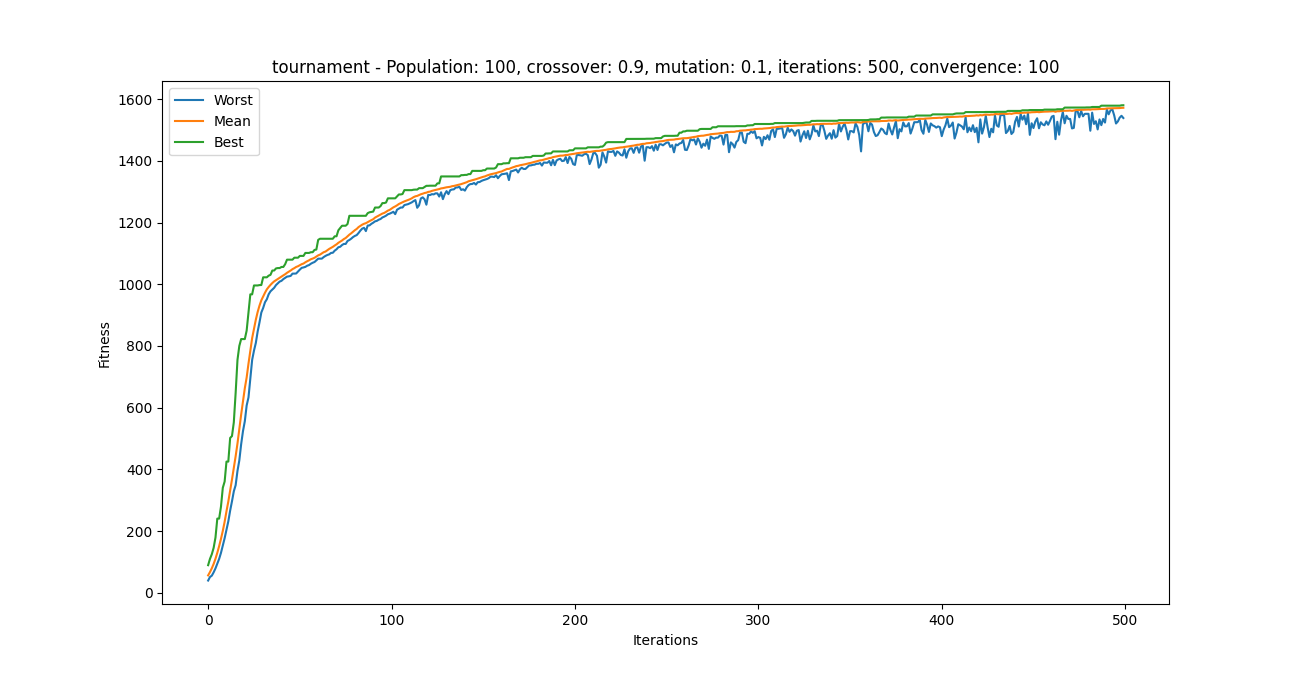 tournament - Population: 100, crossover: 0.9, mutation: 0.1, iterations: 500, convergence: 100
Worst
Mean
Best
1600
1400
1200
1000
800
600
400
200
0
Fitness
0 100 200 300 400 500
Iterations